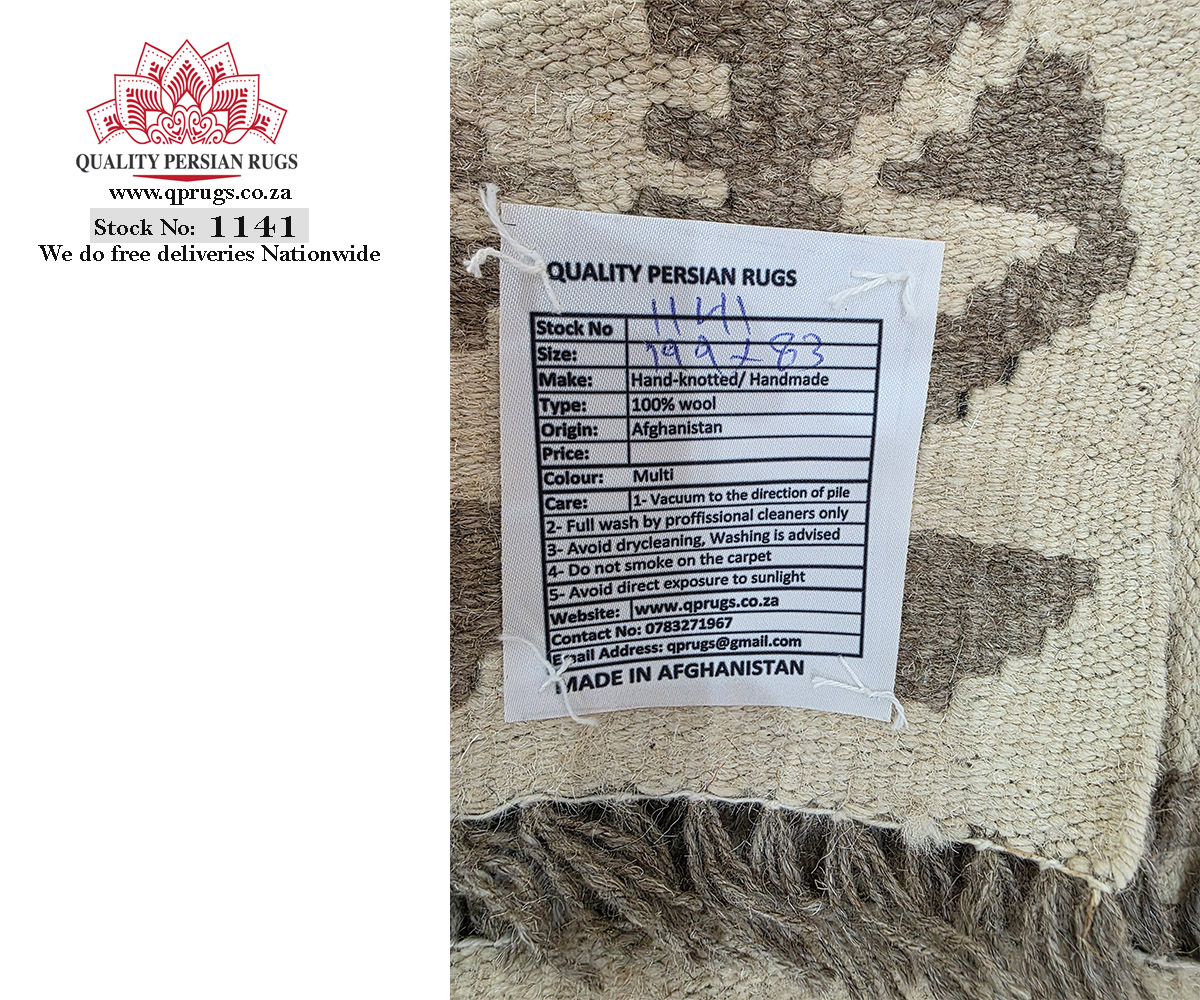 QUALITY PERSIAN RUGS
www.qprugs.co.za
Stock No: 1141
We do free deliveries Nationwide
QUALITY PERSIAN RUGS
Stock No 1141
Size: 199 x 83
Make: Hand-knotted/ Handmade
Type: 100% wool
Origin: Afghanistan
Price:
Colour: Multi
Care: 1- Vacuum to the direction of pile
2- Full wash by proffissional cleaners only
3- Avoid drycleaning, Washing is advised
4- Do not smoke on the carpet
5- Avoid direct exposure to sunlight
Website: www.qprugs.co.za
Contact No: 0783271967
Email Address: qprugs@gmail.com
MADE IN AFGHANISTAN